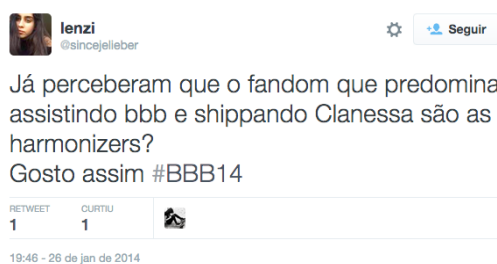 lenzi
@sincejelieber
Seguir
Já perceberam que o fandom que predomina
assistindo bbb e shippando Clanessa são as
harmonizers?
Gosto assim #BBB14
RETWEET
CURTIU
1
1
19:46 - 26 de jan de 2014